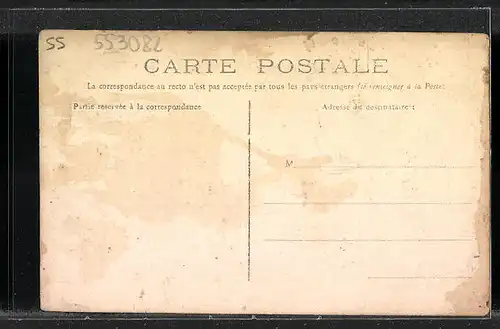 55 553082
CARTE POSTALE
La correspondance au recto n'est pas acceptée par tous les pays étrangers (se renseigner à la Poste)
Partie réservée à la correspondance
Adresse du destinataire :
M